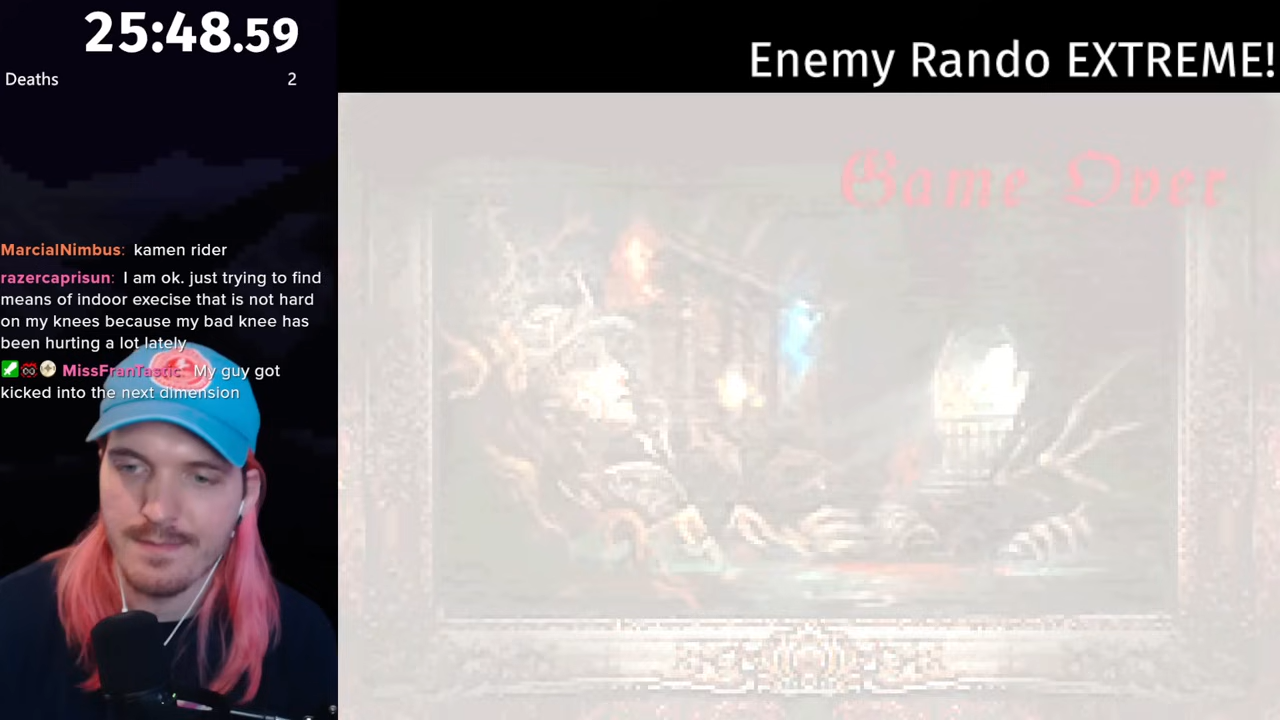 25:48.59
Deaths 2
Enemy Rando EXTREME!
Game Over
MarcialNimbus: kamen rider
razercaprisun: I am ok. just trying to find
means of indoor execise that is not hard
on my knees because my bad knee has
been hurting a lot lately
MissFranTastic: My guy got
kicked into the next dimension